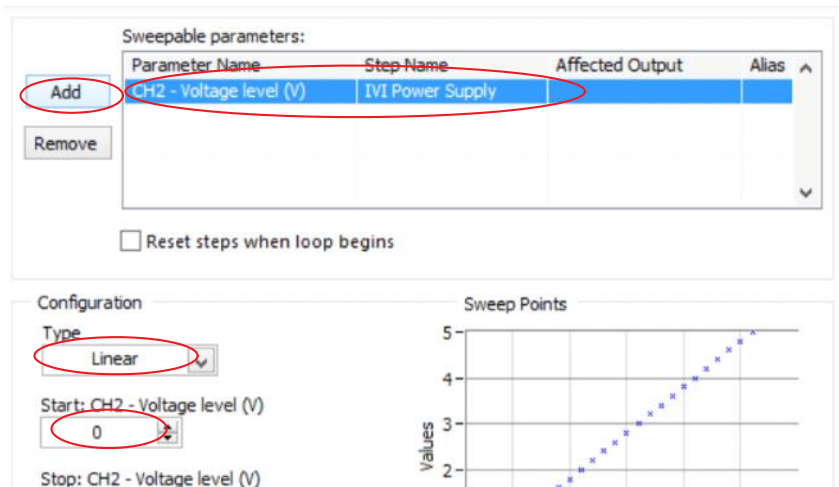 Sweepable parameters:
Parameter Name Step Name Affected Output Alias
Add
CH2 - Voltage level (V) IVI Power Supply
Remove
Reset steps when loop begins
Configuration
Sweep Points
Type
Linear
Start: CH2 - Voltage level (V)
0
Stop: CH2 - Voltage level (V)
5
4
3
2
Values